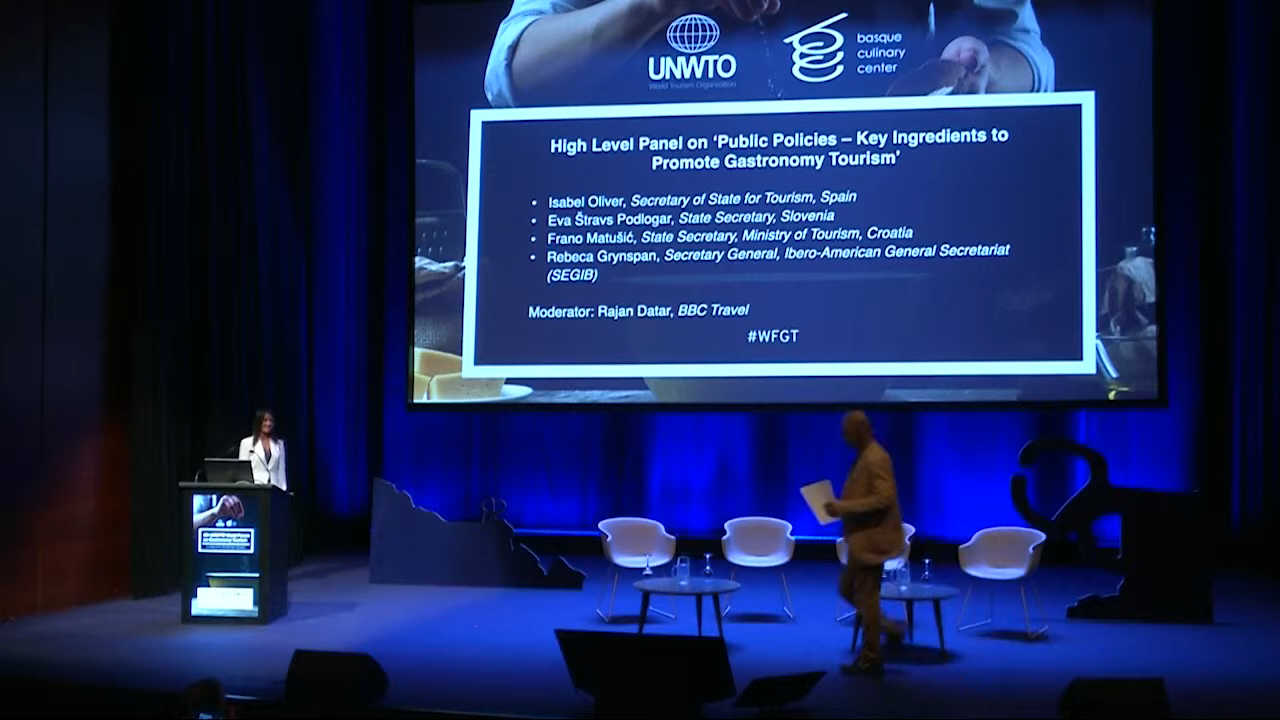 UNWTO
World Tourism Organization
basque
culinary
center
High Level Panel on ‘Public Policies – Key Ingredients to
Promote Gastronomy Tourism’
• Isabel Oliver, Secretary of State for Tourism, Spain
• Eva Štravs Podlogar, State Secretary, Slovenia
• Frano Matušić, State Secretary, Ministry of Tourism, Croatia
• Rebeca Grynspan, Secretary General, Ibero-American General Secretariat
(SEGIB)
Moderator: Rajan Datar, BBC Travel
#WFGT